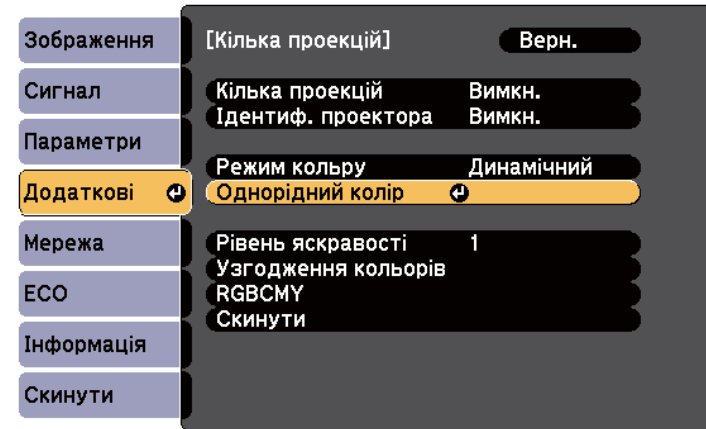 Зображення
Сигнал
Параметри
Додаткові
Мережа
ECO
Інформація
Скинути
[Кілька проекцій] Верн.
Кілька проекцій Вимкн.
Ідентиф. проектора Вимкн.
Режим кольру Динамічний
Однорідний колір
Рівень яскравості 1
Узгодження кольорів
RGBCMY
Скинути